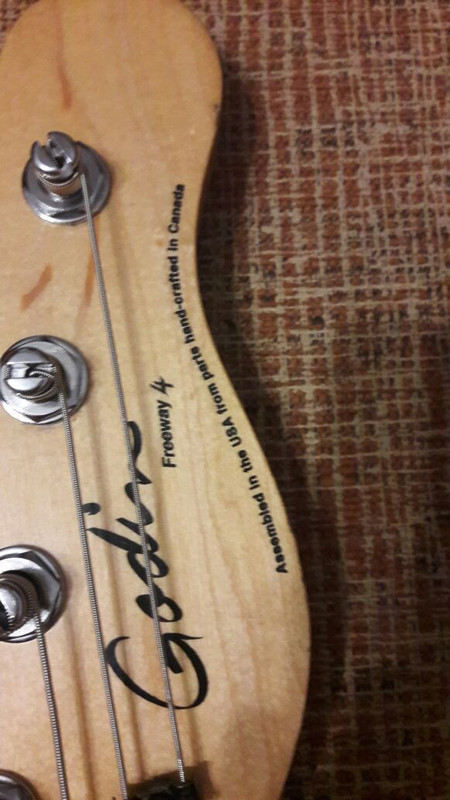 Godin
Freeway 4
Assembled in the USA from parts hand-crafted in Canada